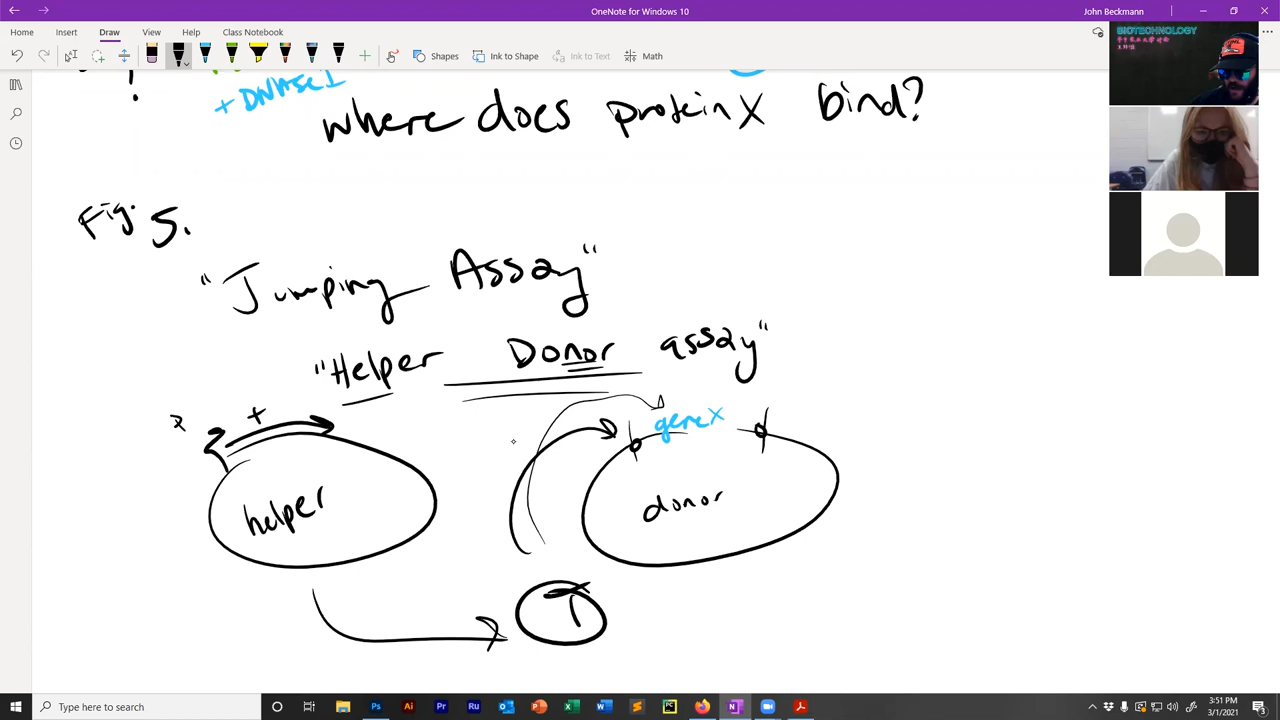 OneNote for Windows 10
John Beckmann
Home Insert Draw View Help Class Notebook
Shapes Ink to Shape Ink to Text Math
BIOTECHNOLOGY
+ DNAse I
where does protein X bind?
Fig. 5.
"Jumping Assay"
"Helper Donor assay"
+
gene X
helper
donor
T
Type here to search
3:51 PM
3/1/2021